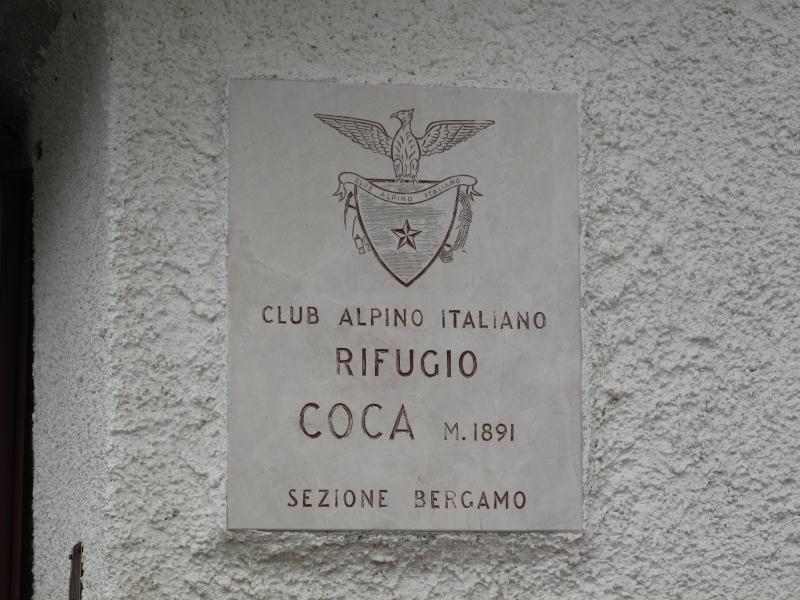 CLUB ALPINO ITALIANO
CLUB ALPINO ITALIANO
RIFUGIO
COCA M. 1891
SEZIONE BERGAMO